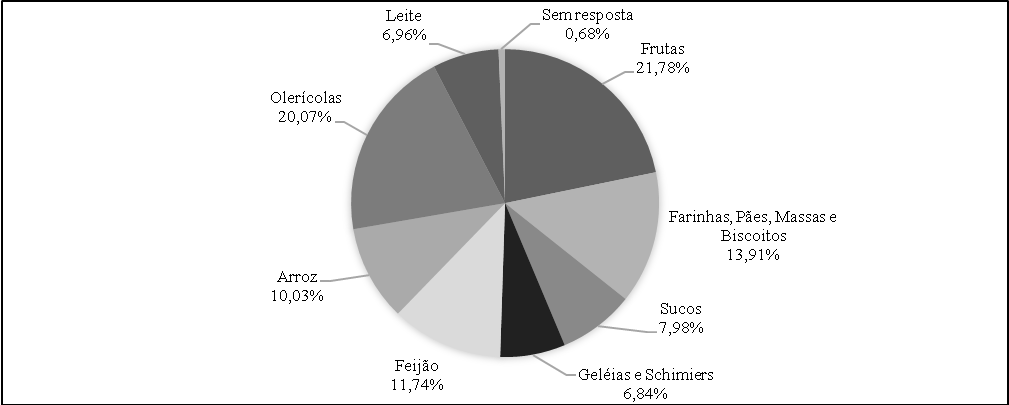 Leite
6,96%
Sem resposta
0,68%
Frutas
21,78%
Olerícolas
20,07%
Farinhas, Pães, Massas e
Biscoitos
13,91%
Arroz
10,03%
Sucos
7,98%
Feijão
11,74%
Geléias e Schimiers
6,84%